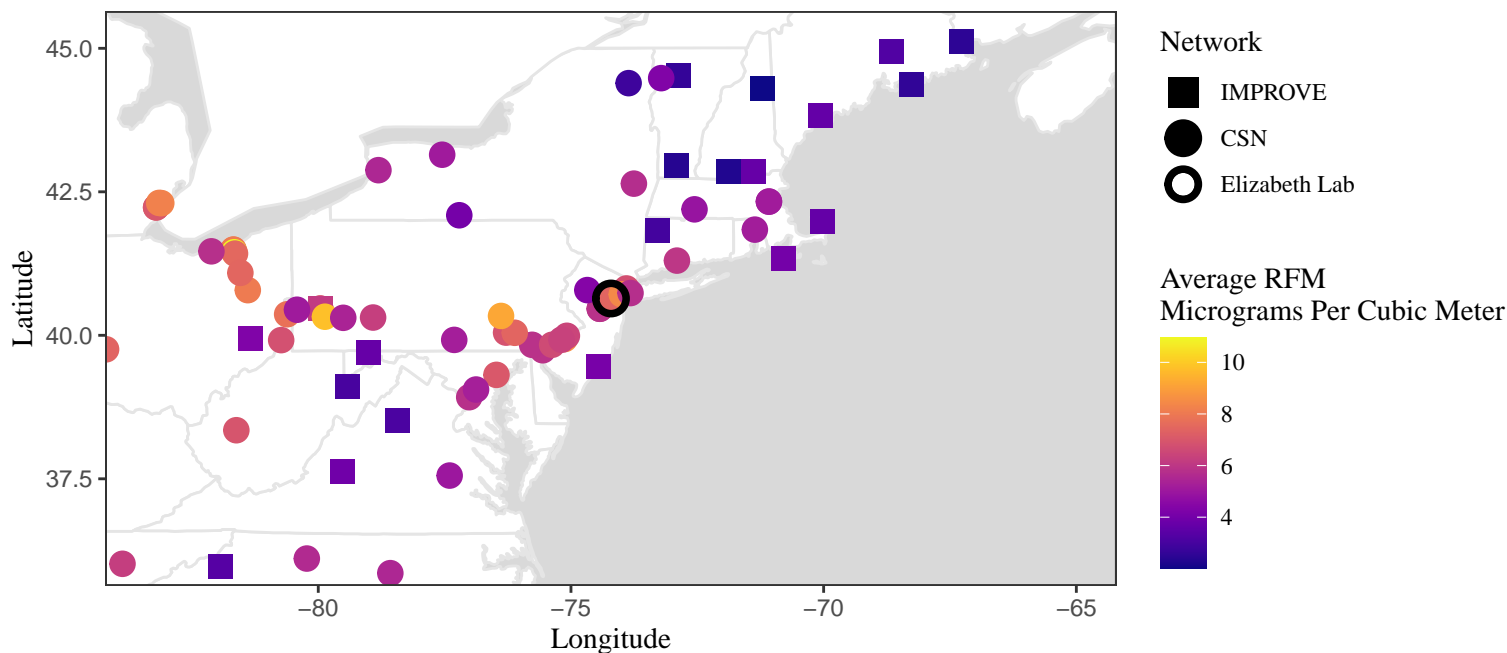 45.0
42.5
40.0
37.5
Latitude
−80
−75
−70
−65
Longitude
Network
IMPROVE
CSN
Elizabeth Lab
Average RFM
Micrograms Per Cubic Meter
10
8
6
4